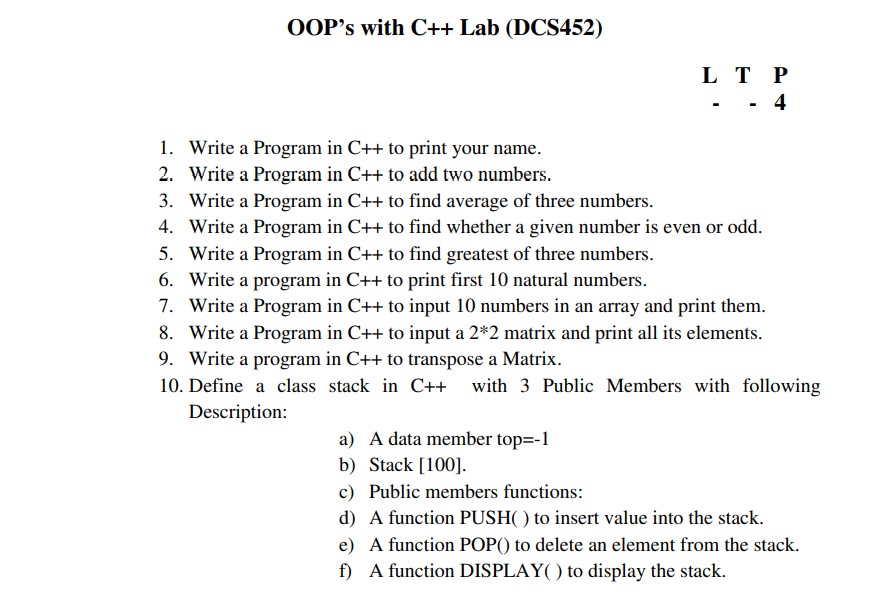 OOP’s with C++ Lab (DCS452)
L T P
- - 4
1. Write a Program in C++ to print your name.
2. Write a Program in C++ to add two numbers.
3. Write a Program in C++ to find average of three numbers.
4. Write a Program in C++ to find whether a given number is even or odd.
5. Write a Program in C++ to find greatest of three numbers.
6. Write a program in C++ to print first 10 natural numbers.
7. Write a Program in C++ to input 10 numbers in an array and print them.
8. Write a Program in C++ to input a 2*2 matrix and print all its elements.
9. Write a program in C++ to transpose a Matrix.
10. Define a class stack in C++ with 3 Public Members with following
Description:
a) A data member top=-1
b) Stack [100].
c) Public members functions:
d) A function PUSH( ) to insert value into the stack.
e) A function POP() to delete an element from the stack.
f) A function DISPLAY( ) to display the stack.